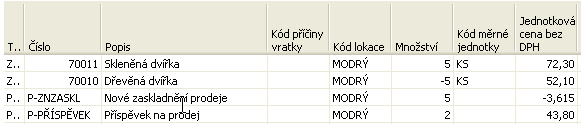 T... Číslo Popis Kód příčiny vratky Kód lokace Množství Kód měrné jednotky Jednotková cena bez DPH
Z... 70011 Skleněná dvířka MODRÝ 5 KS 72,30
Z... 70010 Dřevěná dvířka MODRÝ -5 KS 52,10
P... P-ZNZASKL Nové zaskladnění prodeje MODRÝ 5 -3,615
P... P-PŘÍSPĚVEK Příspěvek na prodej MODRÝ 2 43,80